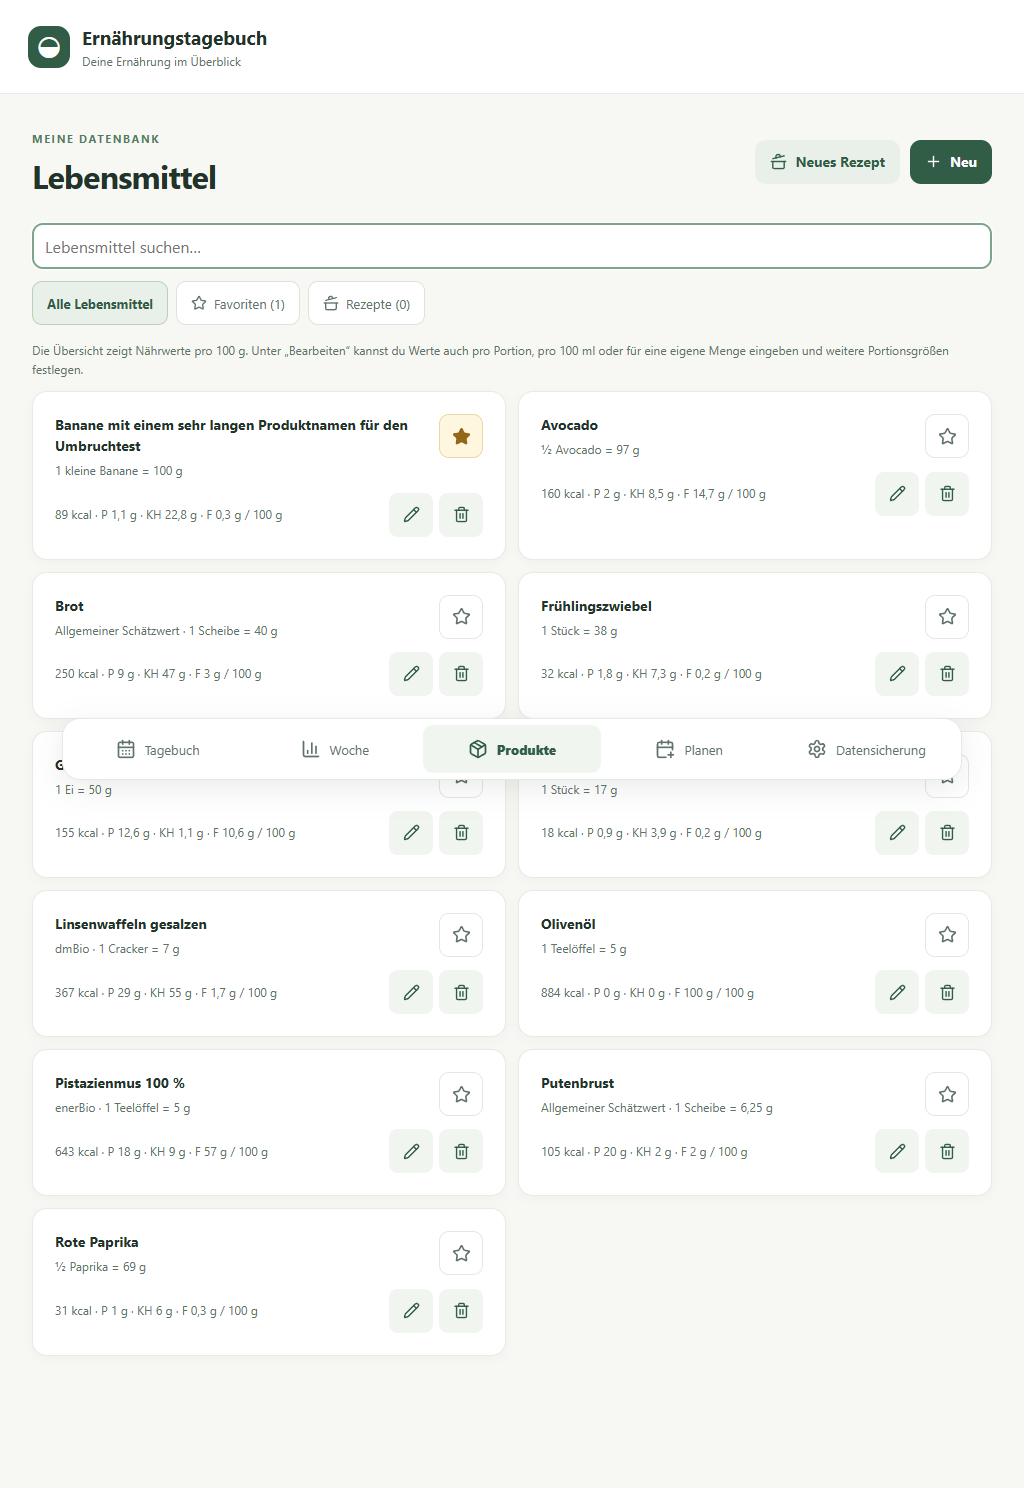 Ernährungstagebuch
Deine Ernährung im Überblick
MEINE DATENBANK
Lebensmittel
Neues Rezept
Neu
Lebensmittel suchen...
Alle Lebensmittel
Favoriten (1)
Rezepte (0)
Die Übersicht zeigt Nährwerte pro 100 g. Unter „Bearbeiten“ kannst du Werte auch pro Portion, pro 100 ml oder für eine eigene Menge eingeben und weitere Portionsgrößen
festlegen.
Banane mit einem sehr langen Produktnamen für den
Umbruchtest
1 kleine Banane = 100 g
89 kcal · P 1,1 g · KH 22,8 g · F 0,3 g / 100 g
Avocado
½ Avocado = 97 g
160 kcal · P 2 g · KH 8,5 g · F 14,7 g / 100 g
Brot
Allgemeiner Schätzwert · 1 Scheibe = 40 g
250 kcal · P 9 g · KH 47 g · F 3 g / 100 g
Frühlingszwiebel
1 Stück = 38 g
32 kcal · P 1,8 g · KH 7,3 g · F 0,2 g / 100 g
Tagebuch
Woche
Produkte
Planen
Datensicherung
1 Ei = 50 g
155 kcal · P 12,6 g · KH 1,1 g · F 10,6 g / 100 g
1 Stück = 17 g
18 kcal · P 0,9 g · KH 3,9 g · F 0,2 g / 100 g
Linsenwaffeln gesalzen
dmBio · 1 Cracker = 7 g
367 kcal · P 29 g · KH 55 g · F 1,7 g / 100 g
Olivenöl
1 Teelöffel = 5 g
884 kcal · P 0 g · KH 0 g · F 100 g / 100 g
Pistazienmus 100 %
enerBio · 1 Teelöffel = 5 g
643 kcal · P 18 g · KH 9 g · F 57 g / 100 g
Putenbrust
Allgemeiner Schätzwert · 1 Scheibe = 6,25 g
105 kcal · P 20 g · KH 2 g · F 2 g / 100 g
Rote Paprika
½ Paprika = 69 g
31 kcal · P 1 g · KH 6 g · F 0,3 g / 100 g